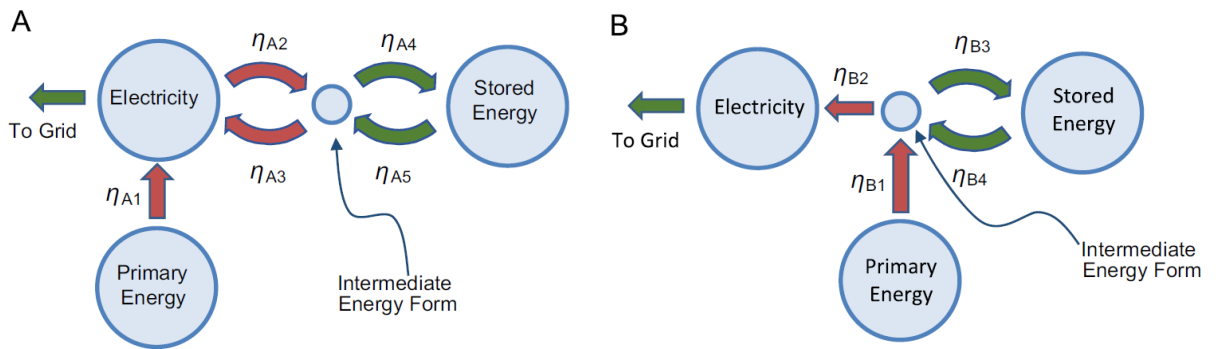 A
ηA2
ηA4
Electricity
Stored
Energy
To Grid
ηA3
ηA5
ηA1
Primary
Energy
Intermediate
Energy Form
B
ηB3
ηB2
Electricity
Stored
Energy
To Grid
ηB1
ηB4
Primary
Energy
Intermediate
Energy Form